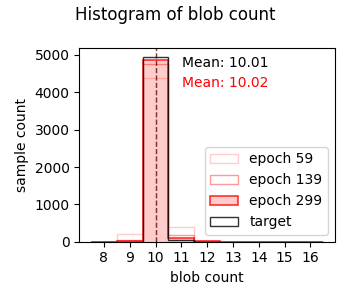 Histogram of blob count
5000
4000
3000
2000
1000
0
sample count
Mean: 10.01
Mean: 10.02
epoch 59
epoch 139
epoch 299
target
8 9 10 11 12 13 14 15 16
blob count